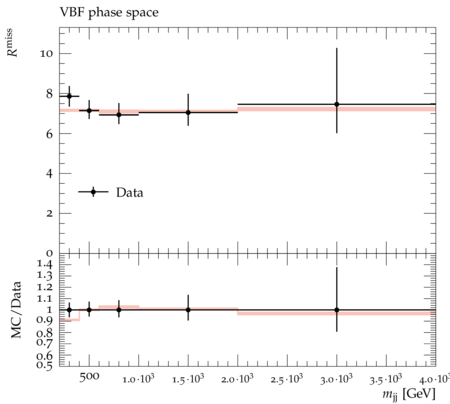 VBF phase space
R^miss
10
8
6
4
2
0
Data
MC/Data
1.4
1.3
1.2
1.1
1
0.9
0.8
0.7
0.6
0.5
500 1.0·10³ 1.5·10³ 2.0·10³ 2.5·10³ 3.0·10³ 3.5·10³ 4.0·10³
m_jj [GeV]